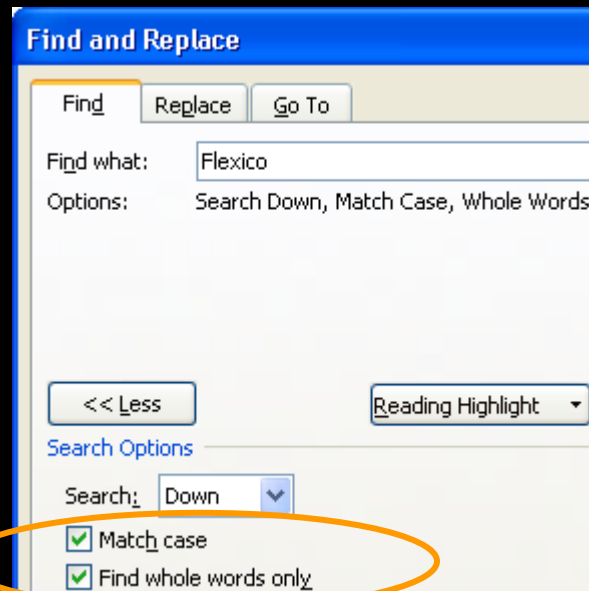 Find and Replace
Find Replace Go To
Find what: Flexico
Options: Search Down, Match Case, Whole Words
<< Less Reading Highlight
Search Options
Search: Down
Match case
Find whole words only